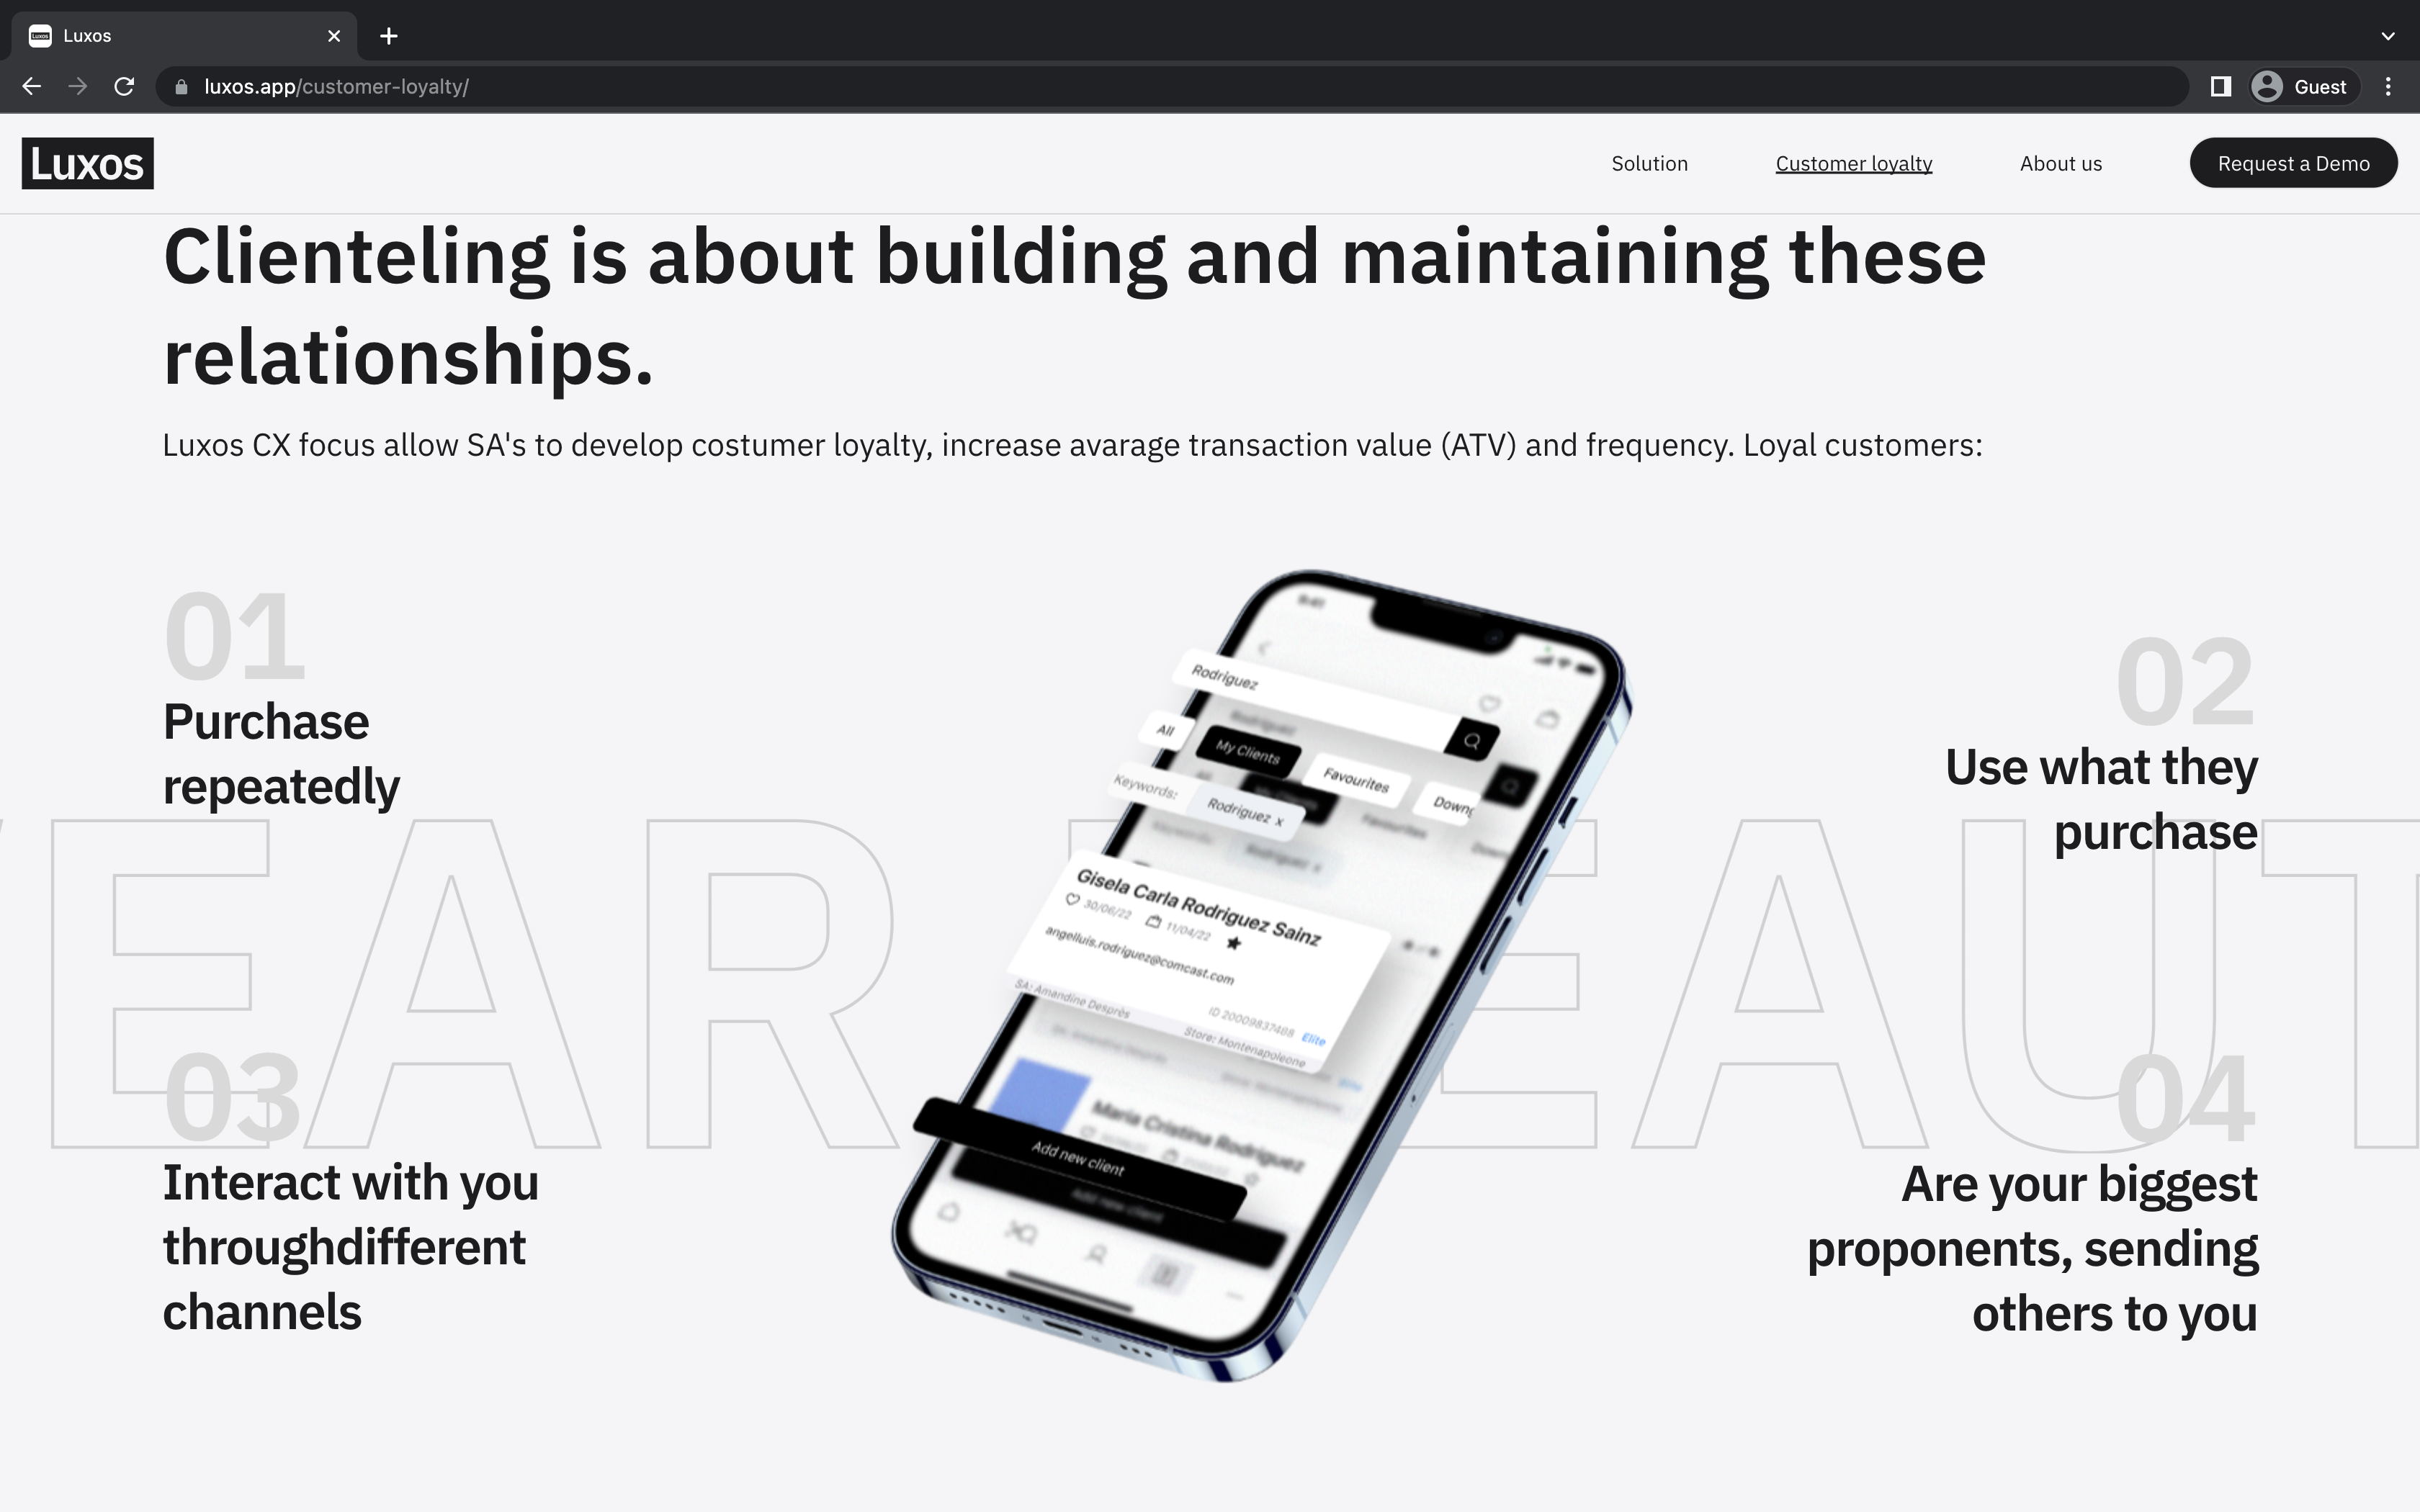 Luxos
luxos.app/customer-loyalty/
Guest
Luxos
Solution
Customer loyalty
About us
Request a Demo
Clienteling is about building and maintaining these
relationships.
Luxos CX focus allow SA's to develop costumer loyalty, increase avarage transaction value (ATV) and frequency. Loyal customers:
01
Purchase
repeatedly
02
Use what they
purchase
03
Interact with you
throughdifferent
channels
04
Are your biggest
proponents, sending
others to you
EAR
EAUT
Rodriguez
All
My Clients
Favourites
Keywords:
Rodriguez x
Gisela Carla Rodriguez Sainz
30/06/22
11/04/22
angelluis.rodriguez@comcast.com
SA: Amandine Desprès
ID 20009837488 Elite
Store: Montenapoleone
Maria Cristina Rodriguez
Add new client